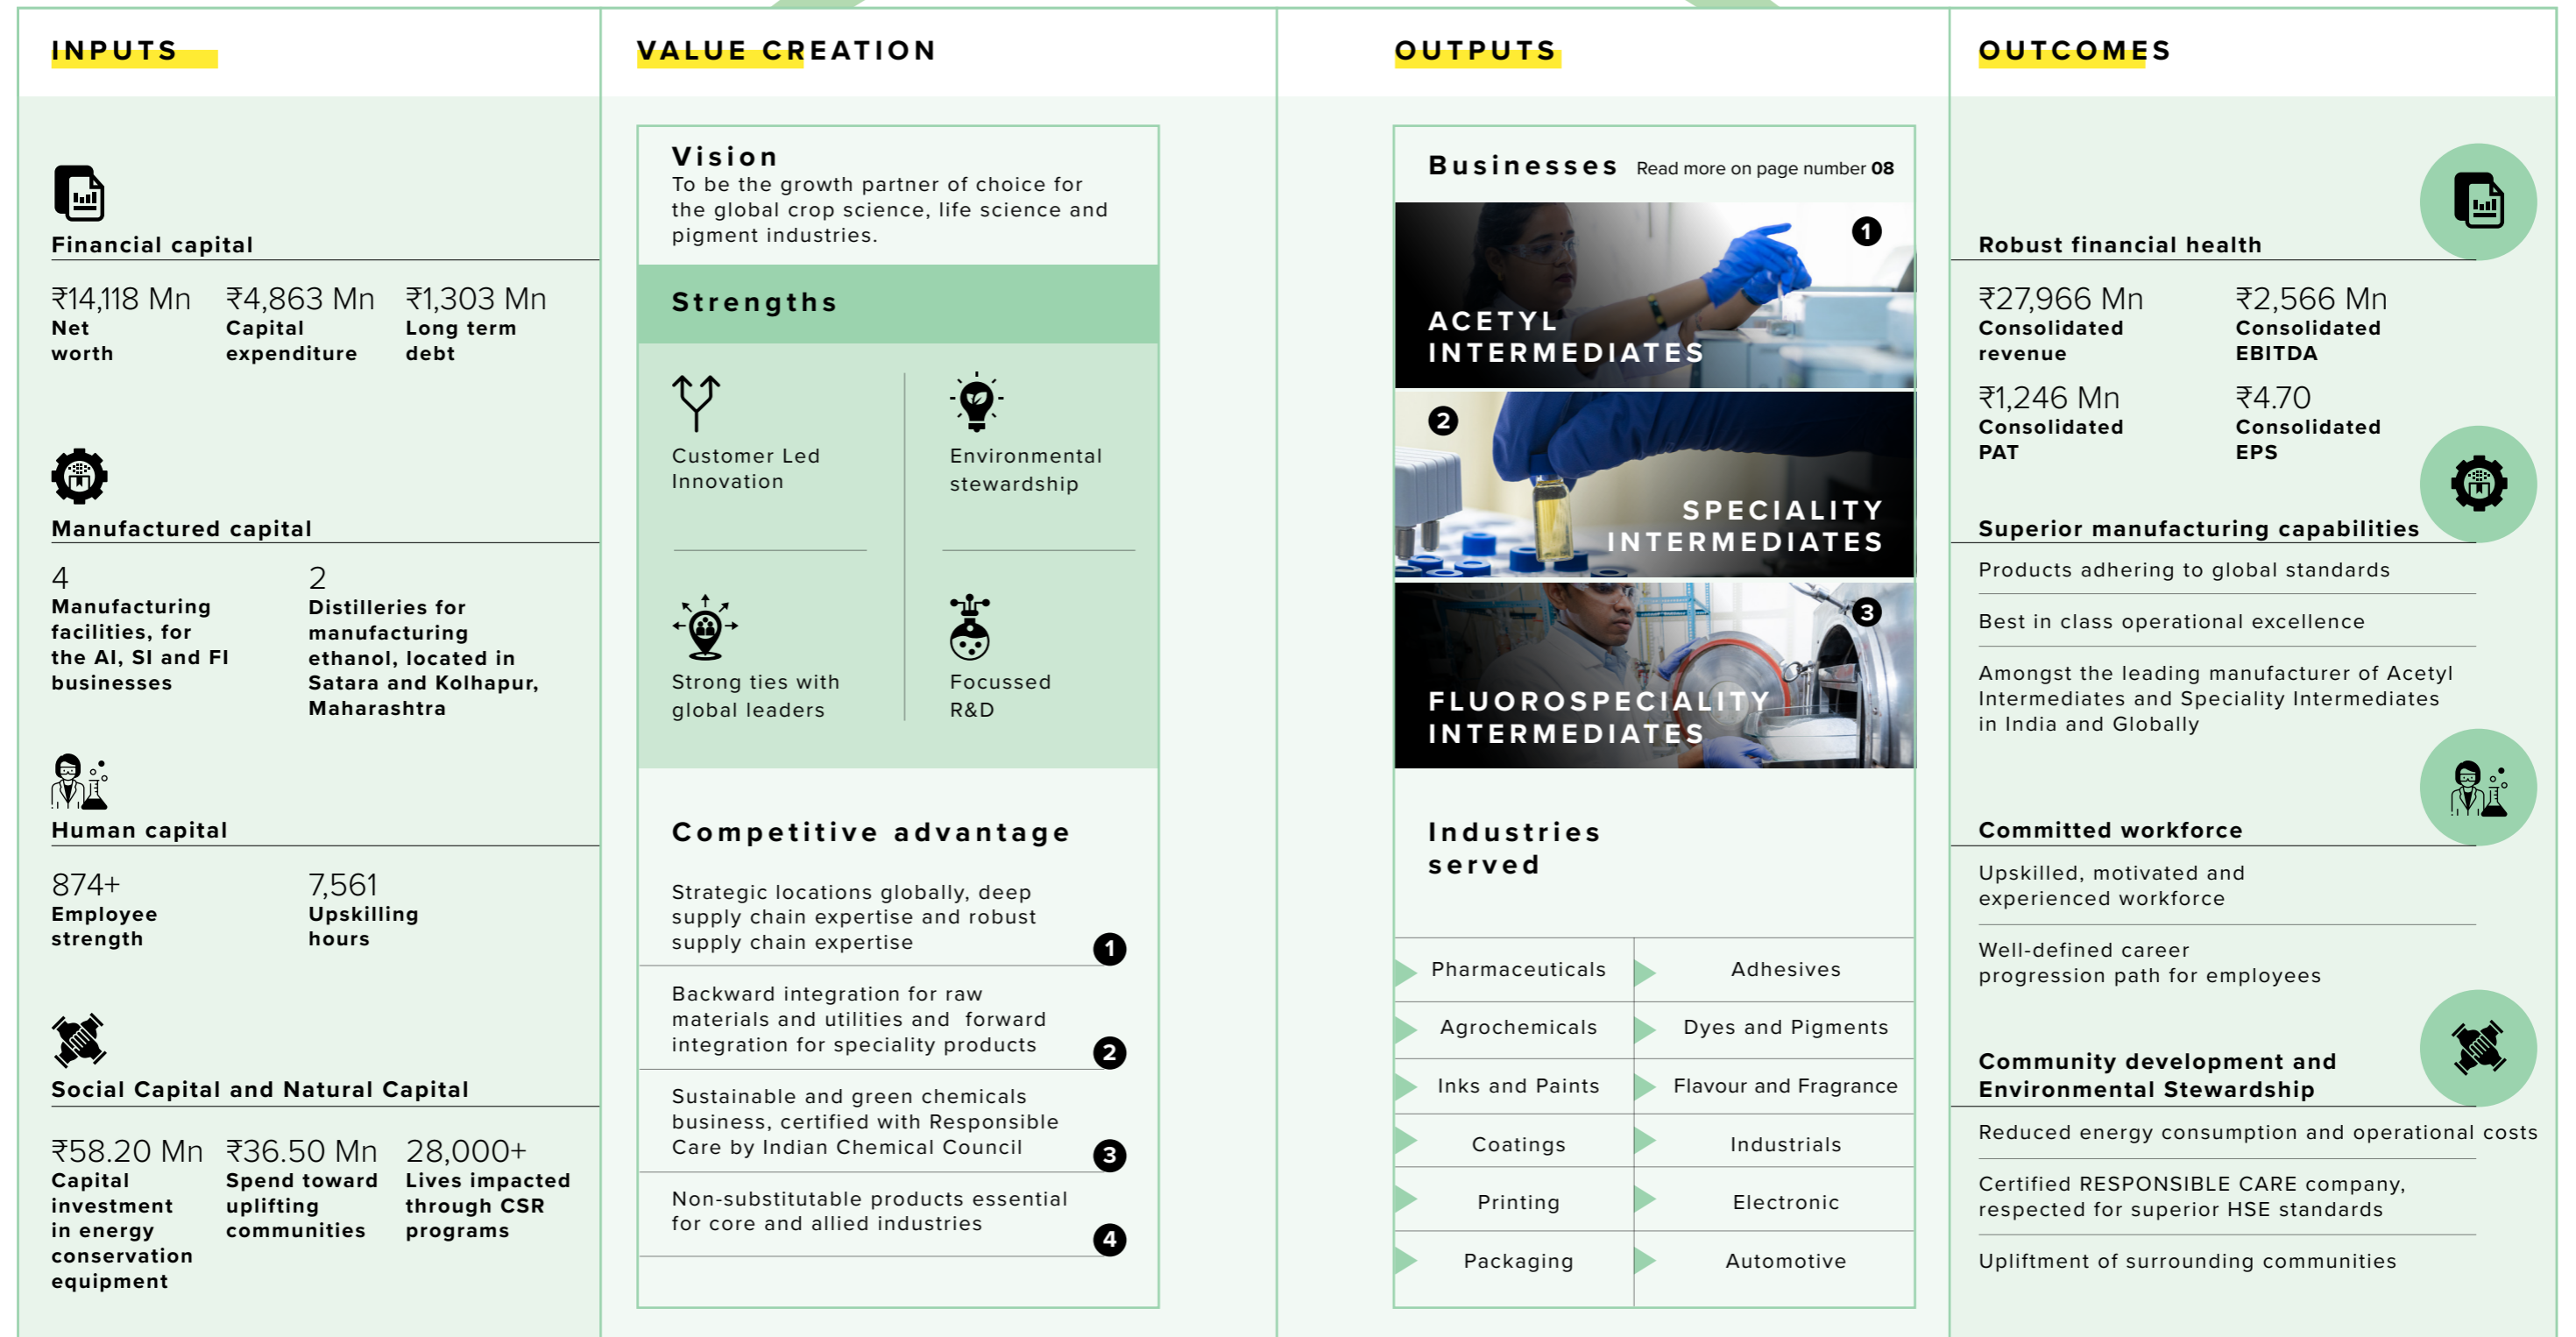 INPUTS
Financial capital
₹14,118 Mn
Net
worth
₹4,863 Mn
Capital
expenditure
₹1,303 Mn
Long term
debt
Manufactured capital
4
Manufacturing
facilities, for
the AI, SI and FI
businesses
2
Distilleries for
manufacturing
ethanol, located in
Satara and Kolhapur,
Maharashtra
Human capital
874+
Employee
strength
7,561
Upskilling
hours
Social Capital and Natural Capital
₹58.20 Mn
Capital
investment
in energy
conservation
equipment
₹36.50 Mn
Spend toward
uplifting
communities
28,000+
Lives impacted
through CSR
programs
VALUE CREATION
Vision
To be the growth partner of choice for
the global crop science, life science and
pigment industries.
Strengths
Customer Led
Innovation
Environmental
stewardship
Strong ties with
global leaders
Focussed
R&D
Competitive advantage
Strategic locations globally, deep
supply chain expertise and robust
supply chain expertise
1
Backward integration for raw
materials and utilities and forward
integration for speciality products
2
Sustainable and green chemicals
business, certified with Responsible
Care by Indian Chemical Council
3
Non-substitutable products essential
for core and allied industries
4
OUTPUTS
Businesses Read more on page number 08
1
ACETYL
INTERMEDIATES
2
SPECIALITY
INTERMEDIATES
3
FLUOROSPECIALITY
INTERMEDIATES
Industries
served
Pharmaceuticals
Adhesives
Agrochemicals
Dyes and Pigments
Inks and Paints
Flavour and Fragrance
Coatings
Industrials
Printing
Electronic
Packaging
Automotive
OUTCOMES
Robust financial health
₹27,966 Mn
Consolidated
revenue
₹2,566 Mn
Consolidated
EBITDA
₹1,246 Mn
Consolidated
PAT
₹4.70
Consolidated
EPS
Superior manufacturing capabilities
Products adhering to global standards
Best in class operational excellence
Amongst the leading manufacturer of Acetyl
Intermediates and Speciality Intermediates
in India and Globally
Committed workforce
Upskilled, motivated and
experienced workforce
Well-defined career
progression path for employees
Community development and
Environmental Stewardship
Reduced energy consumption and operational costs
Certified RESPONSIBLE CARE company,
respected for superior HSE standards
Upliftment of surrounding communities